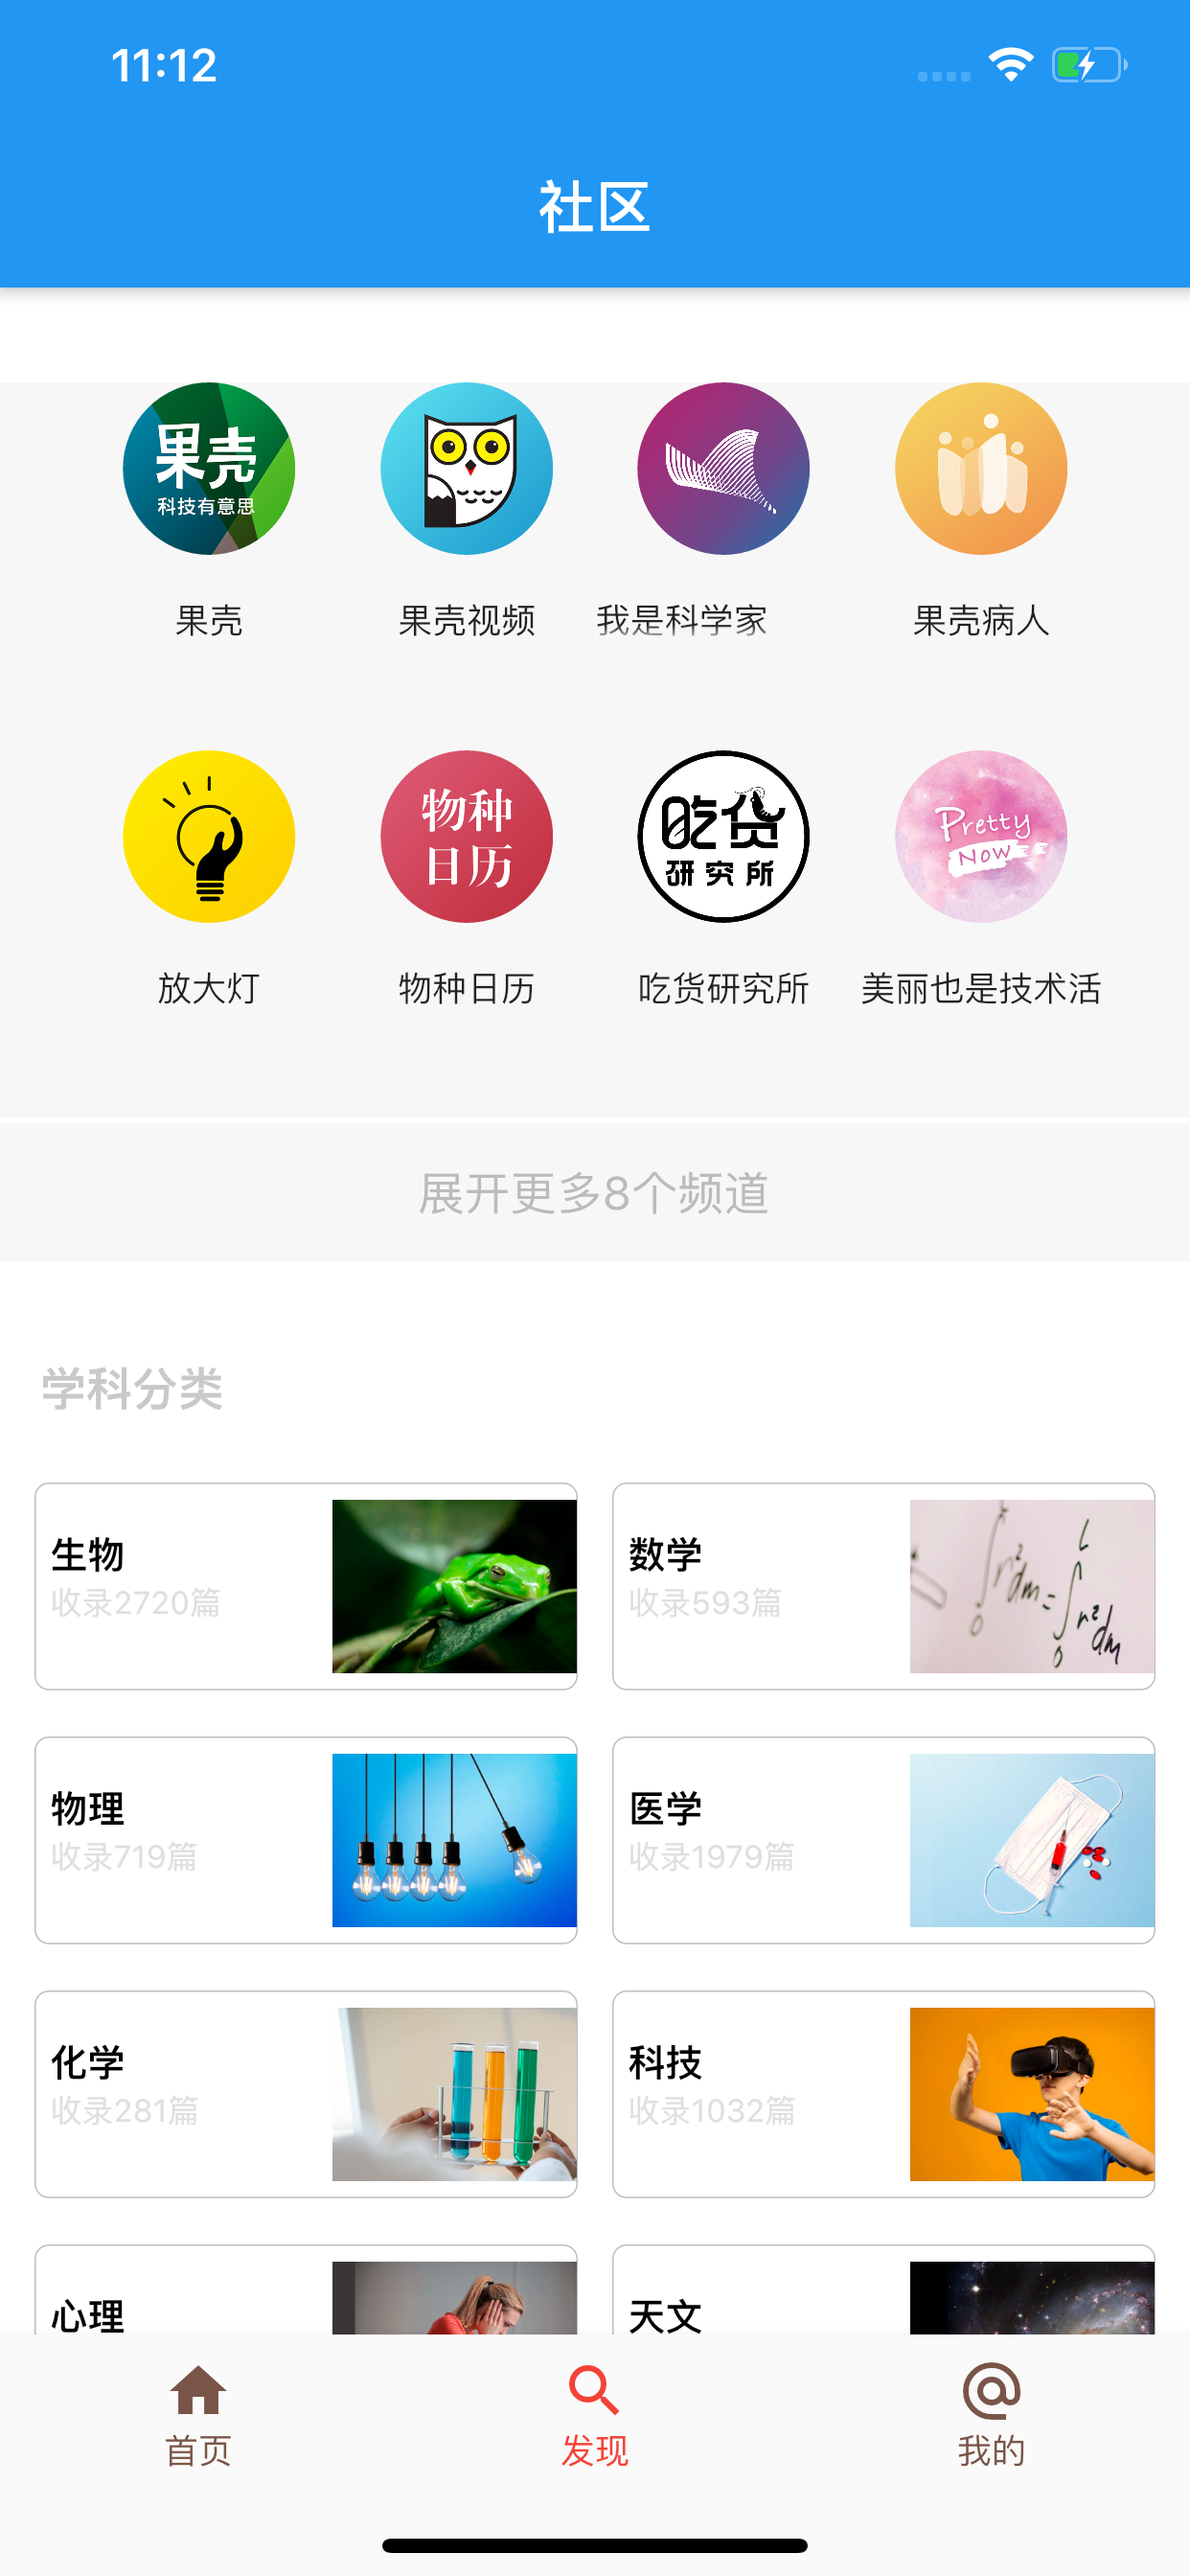 11:12
社区
果壳
科技有意思
果壳
果壳视频
我是科学家
果壳病人
物种
日历
吃货
研究所
Pretty
Now
放大灯
物种日历
吃货研究所
美丽也是技术活
展开更多8个频道
学科分类
生物
收录2720篇
数学
收录593篇
物理
收录719篇
医学
收录1979篇
化学
收录281篇
科技
收录1032篇
心理
天文
首页
发现
我的